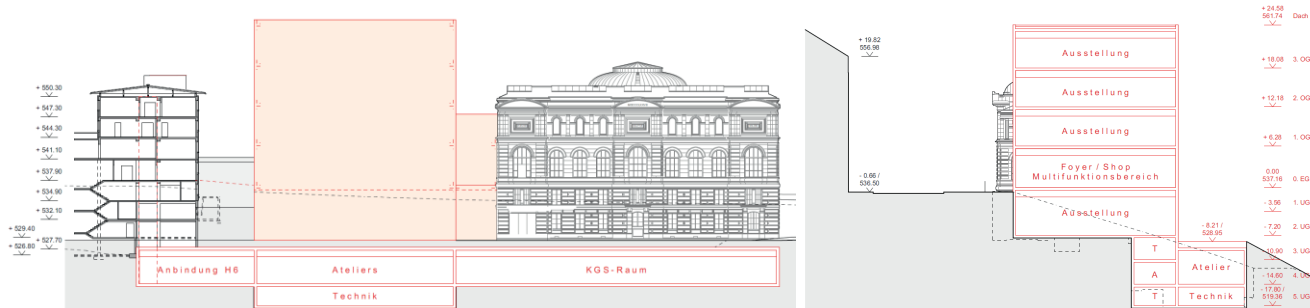 + 550.30
+ 547.30
+ 544.30
+ 541.10
+ 537.90
+ 534.90
+ 532.10
+ 529.40
+ 527.70
+ 526.80
Anbindung H6
Ateliers
KGS-Raum
Technik
+ 19.82
556.98
- 0.66 /
536.50
Ausstellung
Ausstellung
Ausstellung
Foyer / Shop
Multifunktionsbereich
Ausstellung
T
A
T
Atelier
Technik
- 8.21 /
528.95
+ 24.58
561.74 Dach
+ 18.08 3. OG
+ 12.18 2. OG
+ 6.28 1. OG
0.00
537.16 0. EG
- 3.56 1. UG
- 7.20 2. UG
- 10.90 3. UG
- 14.60 4. UG
- 17.80 /
519.36 5. UG